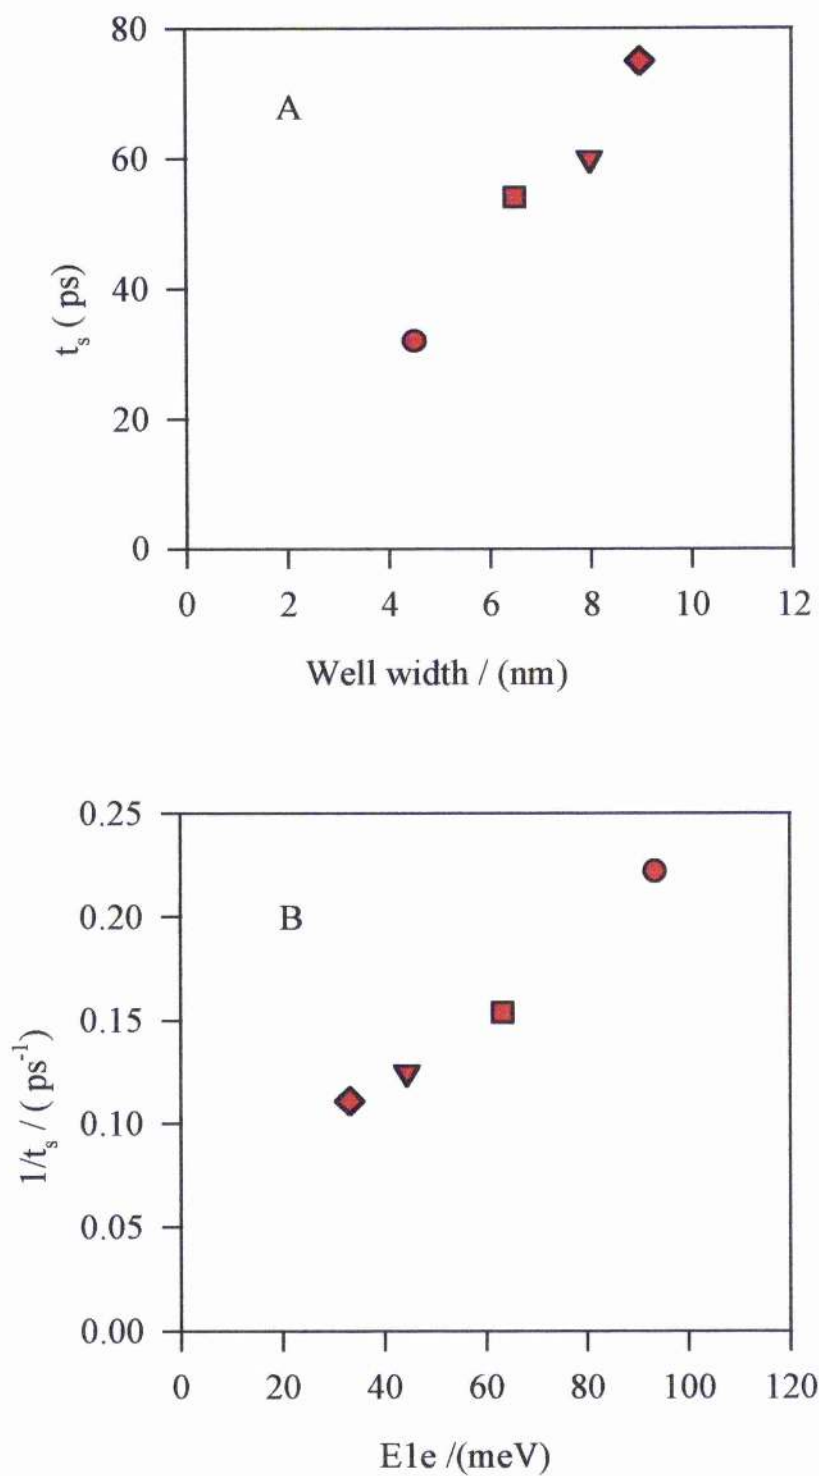 80
A
60
t_s ( ps)
40
20
0
0 2 4 6 8 10 12
Well width / (nm)
0.25
0.20
B
0.15
1/t_s / ( ps^-1)
0.10
0.05
0.00
0 20 40 60 80 100 120
E1e /(meV)